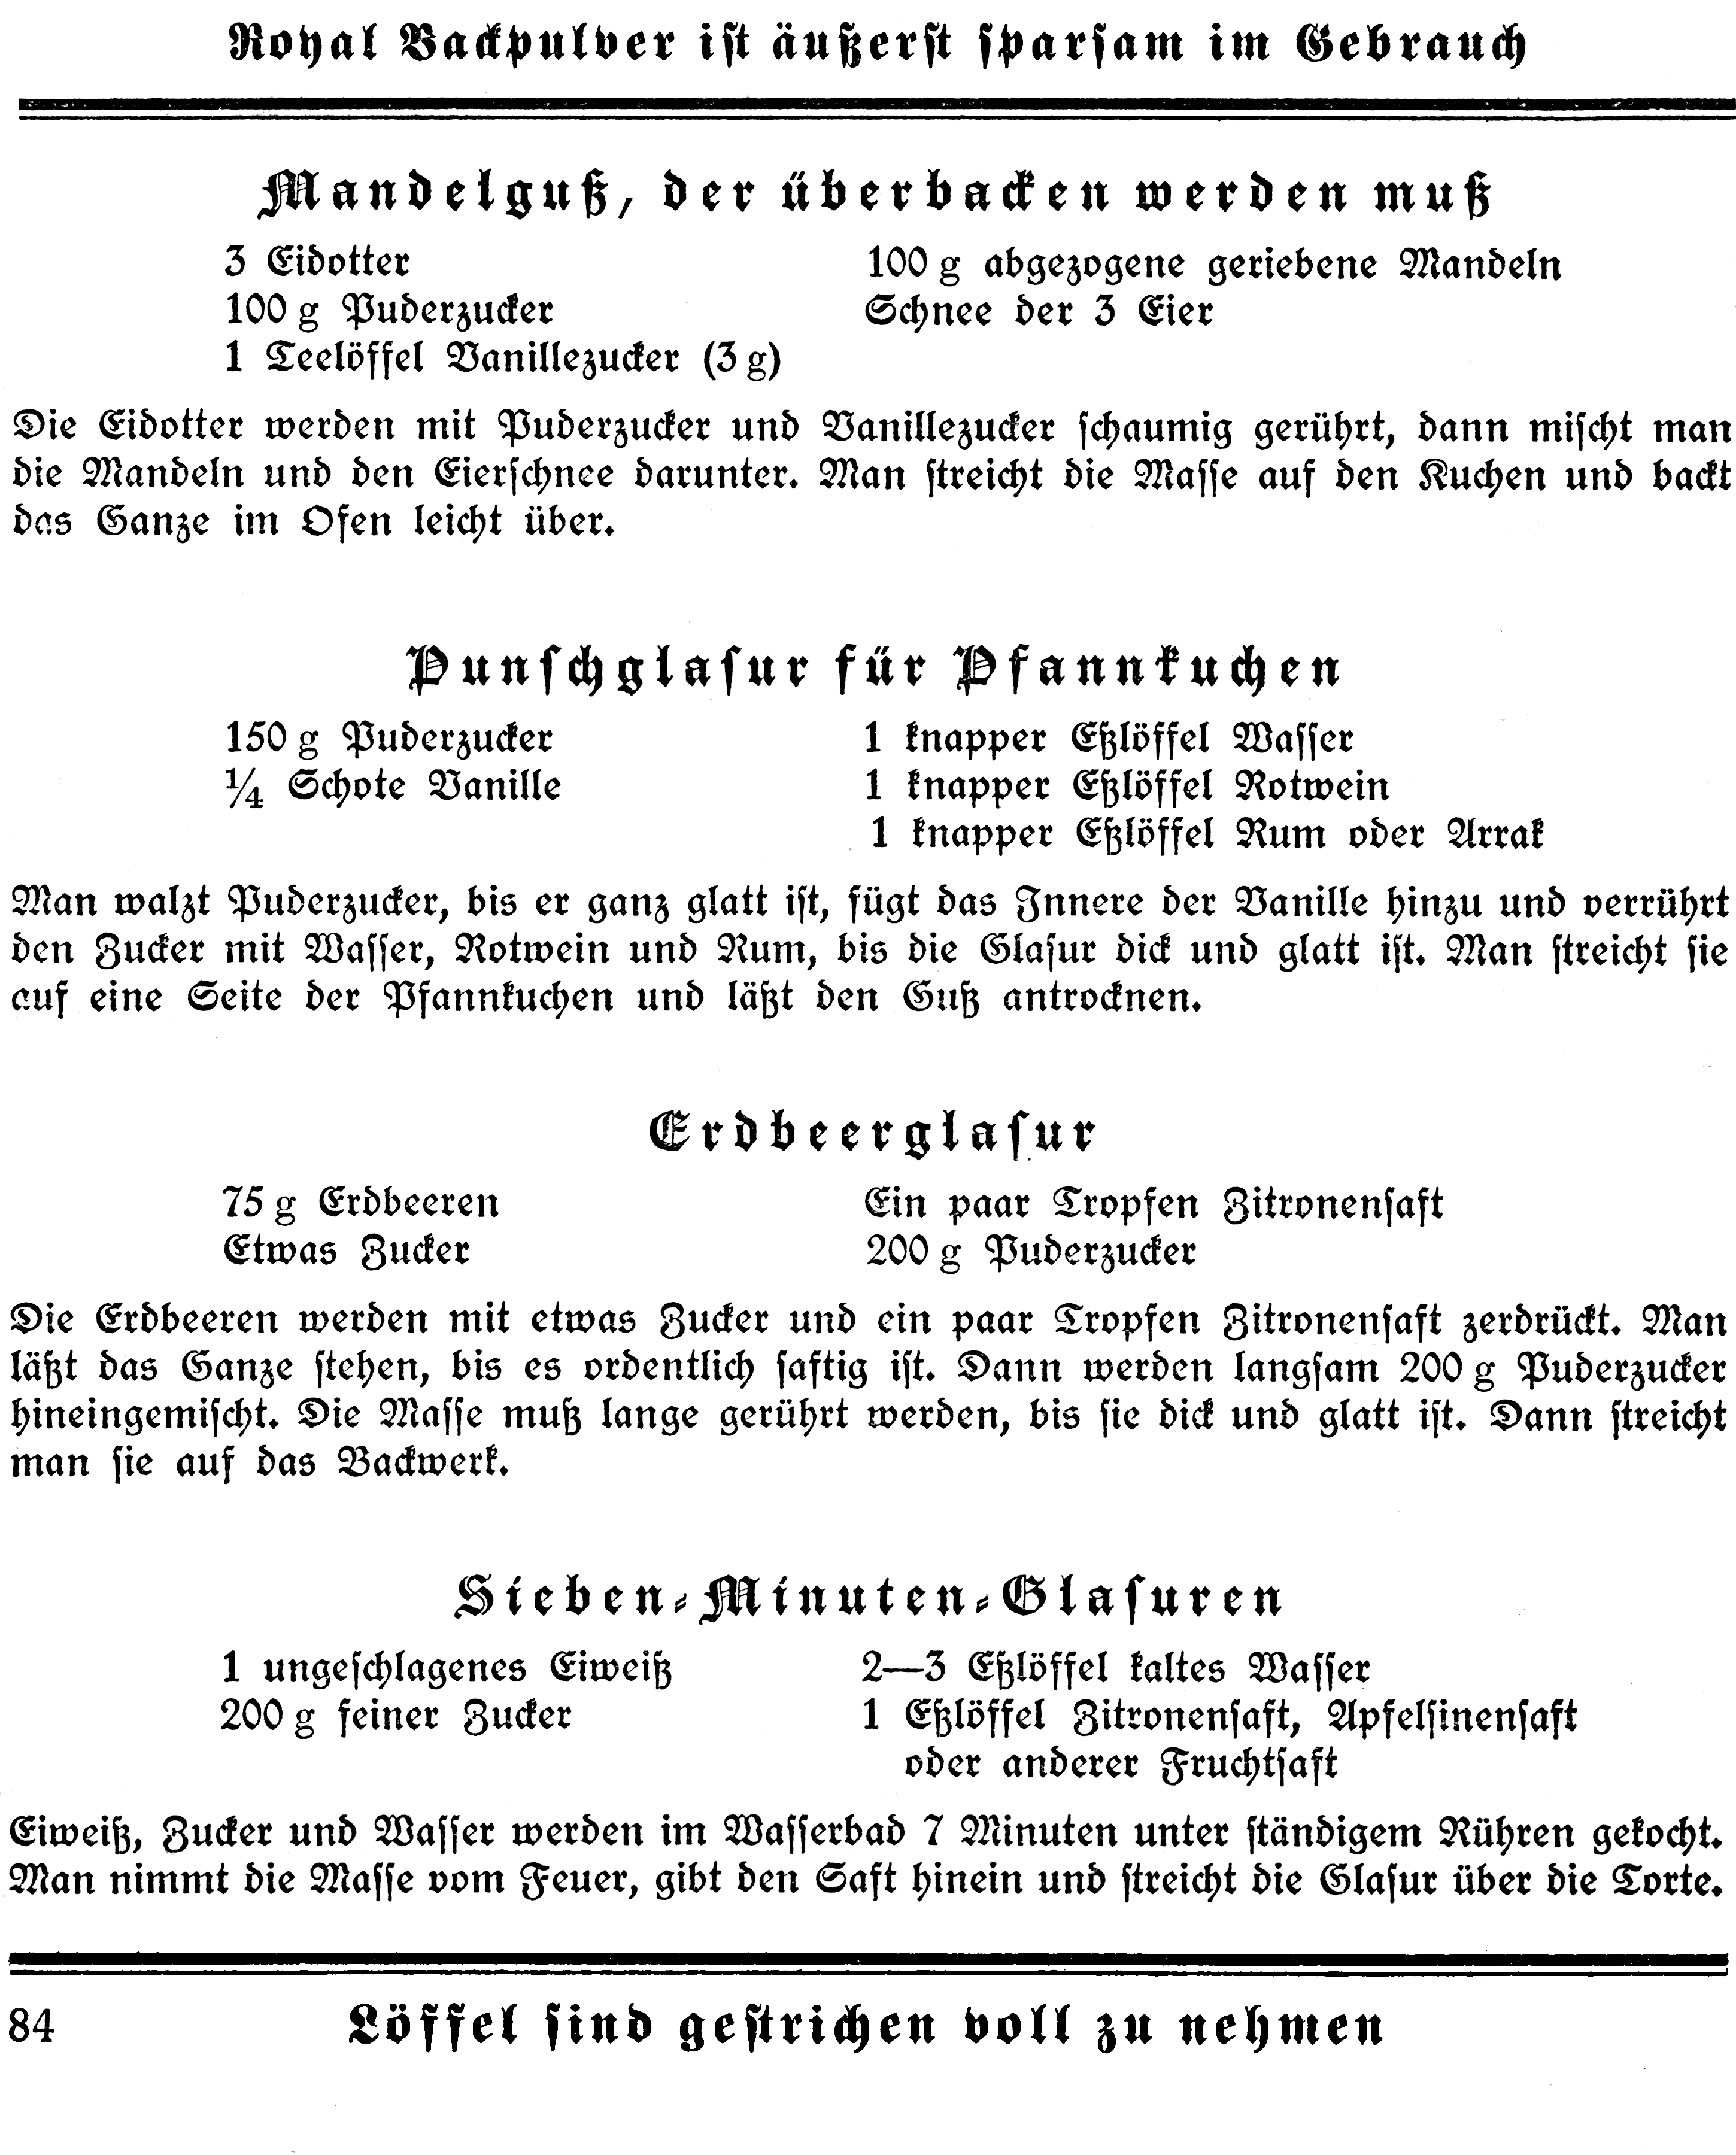 Royal Backpulver ist äußerst sparsam im Gebrauch
Mandelguß, der überbacken werden muß
3 Eidotter
100 g Puderzucker
1 Teelöffel Vanillezucker (3 g)
100 g abgezogene geriebene Mandeln
Schnee der 3 Eier
Die Eidotter werden mit Puderzucker und Vanillezucker schaumig gerührt, dann mischt man
die Mandeln und den Eierschnee darunter. Man streicht die Masse auf den Kuchen und backt
das Ganze im Ofen leicht über.
Punschglasur für Pfannkuchen
150 g Puderzucker
¼ Schote Vanille
1 knapper Eßlöffel Wasser
1 knapper Eßlöffel Rotwein
1 knapper Eßlöffel Rum oder Arrak
Man walzt Puderzucker, bis er ganz glatt ist, fügt das Innere der Vanille hinzu und verrührt
den Zucker mit Wasser, Rotwein und Rum, bis die Glasur dick und glatt ist. Man streicht sie
auf eine Seite der Pfannkuchen und läßt den Guß antrocknen.
Erdbeerglasur
75 g Erdbeeren
Etwas Zucker
Ein paar Tropfen Zitronensaft
200 g Puderzucker
Die Erdbeeren werden mit etwas Zucker und ein paar Tropfen Zitronensaft zerdrückt. Man
läßt das Ganze stehen, bis es ordentlich saftig ist. Dann werden langsam 200 g Puderzucker
hineingemischt. Die Masse muß lange gerührt werden, bis sie dick und glatt ist. Dann streicht
man sie auf das Backwerk.
Sieben-Minuten-Glasuren
1 ungeschlagenes Eiweiß
200 g feiner Zucker
2—3 Eßlöffel kaltes Wasser
1 Eßlöffel Zitronensaft, Apfelsinensaft
oder anderer Fruchtsaft
Eiweiß, Zucker und Wasser werden im Wasserbad 7 Minuten unter ständigem Rühren gekocht.
Man nimmt die Masse vom Feuer, gibt den Saft hinein und streicht die Glasur über die Torte.
84 Löffel sind gestrichen voll zu nehmen